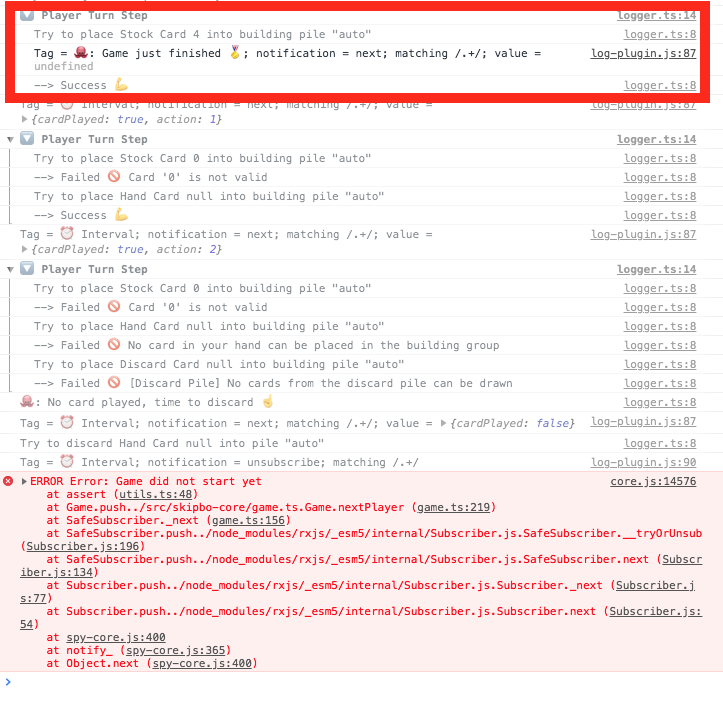 Player Turn Step logger.ts:14
Try to place Stock Card 4 into building pile "auto" logger.ts:8
Tag = 🐙: Game just finished 🏅; notification = next; matching /.+/; value = log-plugin.js:87
undefined
--> Success 💪 logger.ts:8
Tag = ⏰ Interval; notification = next; matching /.+/; value = log-plugin.js:87
▶{cardPlayed: true, action: 1}
▼ 🔽 Player Turn Step logger.ts:14
Try to place Stock Card 0 into building pile "auto" logger.ts:8
--> Failed 🚫 Card '0' is not valid logger.ts:8
Try to place Hand Card null into building pile "auto" logger.ts:8
--> Success 💪 logger.ts:8
Tag = ⏰ Interval; notification = next; matching /.+/; value = log-plugin.js:87
▶{cardPlayed: true, action: 2}
▼ 🔽 Player Turn Step logger.ts:14
Try to place Stock Card 0 into building pile "auto" logger.ts:8
--> Failed 🚫 Card '0' is not valid logger.ts:8
Try to place Hand Card null into building pile "auto" logger.ts:8
--> Failed 🚫 No card in your hand can be placed in the building group logger.ts:8
Try to place Discard Card null into building pile "auto" logger.ts:8
--> Failed 🚫 [Discard Pile] No cards from the discard pile can be drawn logger.ts:8
🐙: No card played, time to discard ☝ logger.ts:8
Tag = ⏰ Interval; notification = next; matching /.+/; value = ▶{cardPlayed: false} log-plugin.js:87
Try to discard Hand Card null into pile "auto" logger.ts:8
Tag = ⏰ Interval; notification = unsubscribe; matching /.+/ log-plugin.js:90
▶ERROR Error: Game did not start yet core.js:14576
at assert (utils.ts:48)
at Game.push../src/skipbo-core/game.ts.Game.nextPlayer (game.ts:219)
at SafeSubscriber._next (game.ts:156)
at SafeSubscriber.push../node_modules/rxjs/_esm5/internal/Subscriber.js.SafeSubscriber.__tryOrUnsub
(Subscriber.js:196)
at SafeSubscriber.push../node_modules/rxjs/_esm5/internal/Subscriber.js.SafeSubscriber.next (Subscr
iber.js:134)
at Subscriber.push../node_modules/rxjs/_esm5/internal/Subscriber.js.Subscriber._next (Subscriber.j
s:77)
at Subscriber.push../node_modules/rxjs/_esm5/internal/Subscriber.js.Subscriber.next (Subscriber.js:
54)
at spy-core.js:400
at notify_ (spy-core.js:365)
at Object.next (spy-core.js:400)